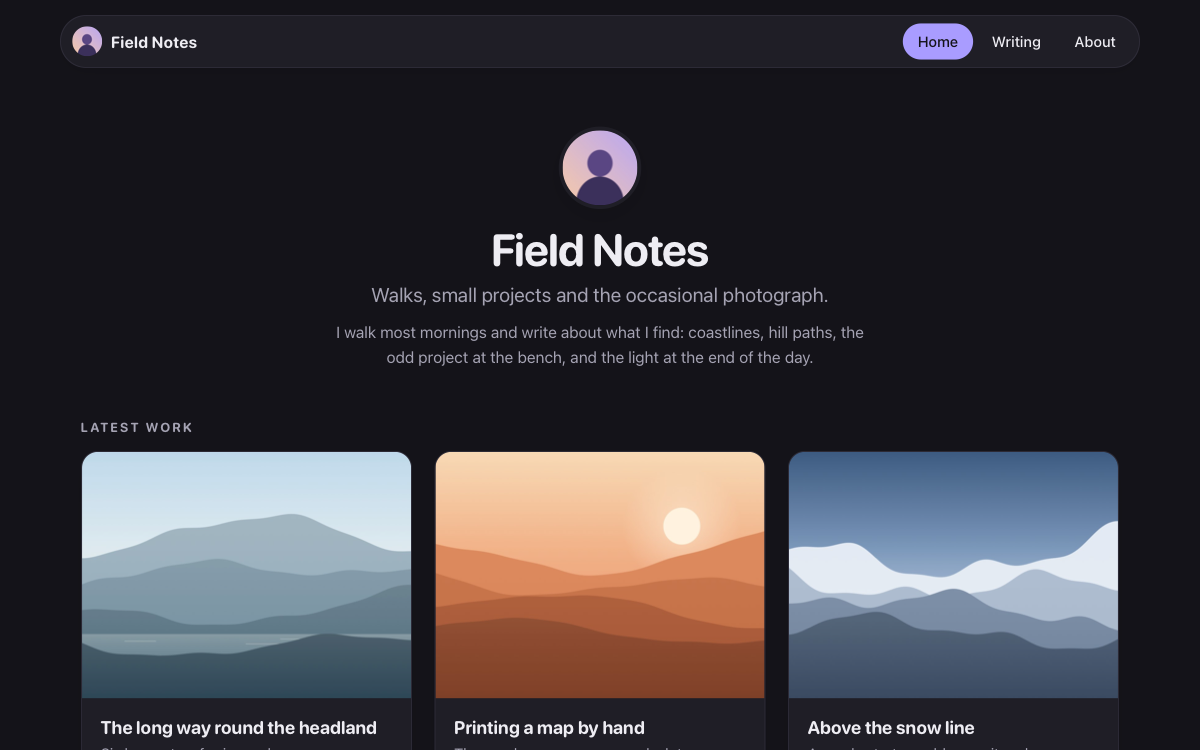 Field Notes
Home
Writing
About
Field Notes
Walks, small projects and the occasional photograph.
I walk most mornings and write about what I find: coastlines, hill paths, the
odd project at the bench, and the light at the end of the day.
LATEST WORK
The long way round the headland
Printing a map by hand
Above the snow line